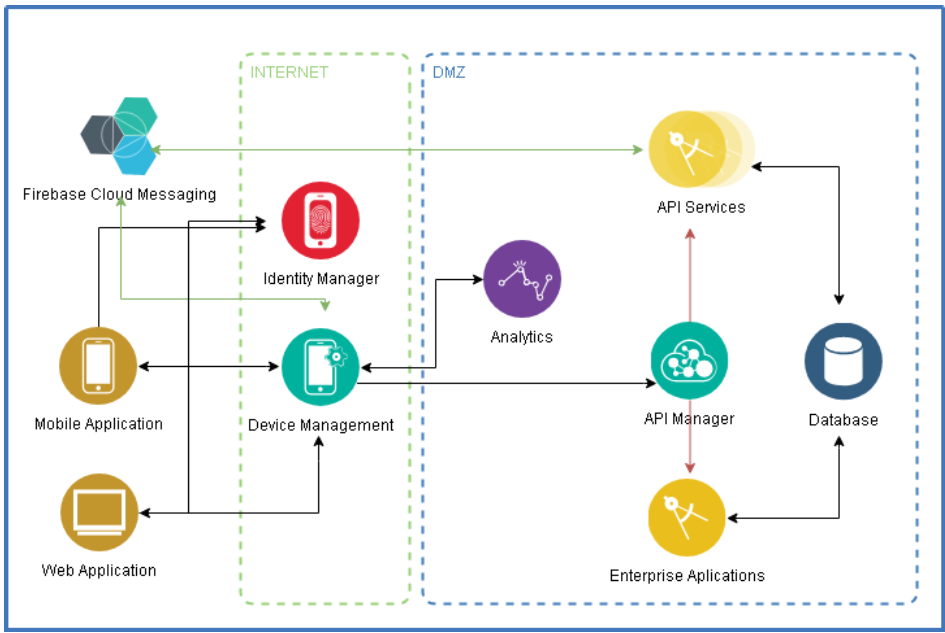 INTERNET
DMZ
Firebase Cloud Messaging
API Services
Identity Manager
Analytics
Mobile Application
Device Management
API Manager
Database
Web Application
Enterprise Aplications